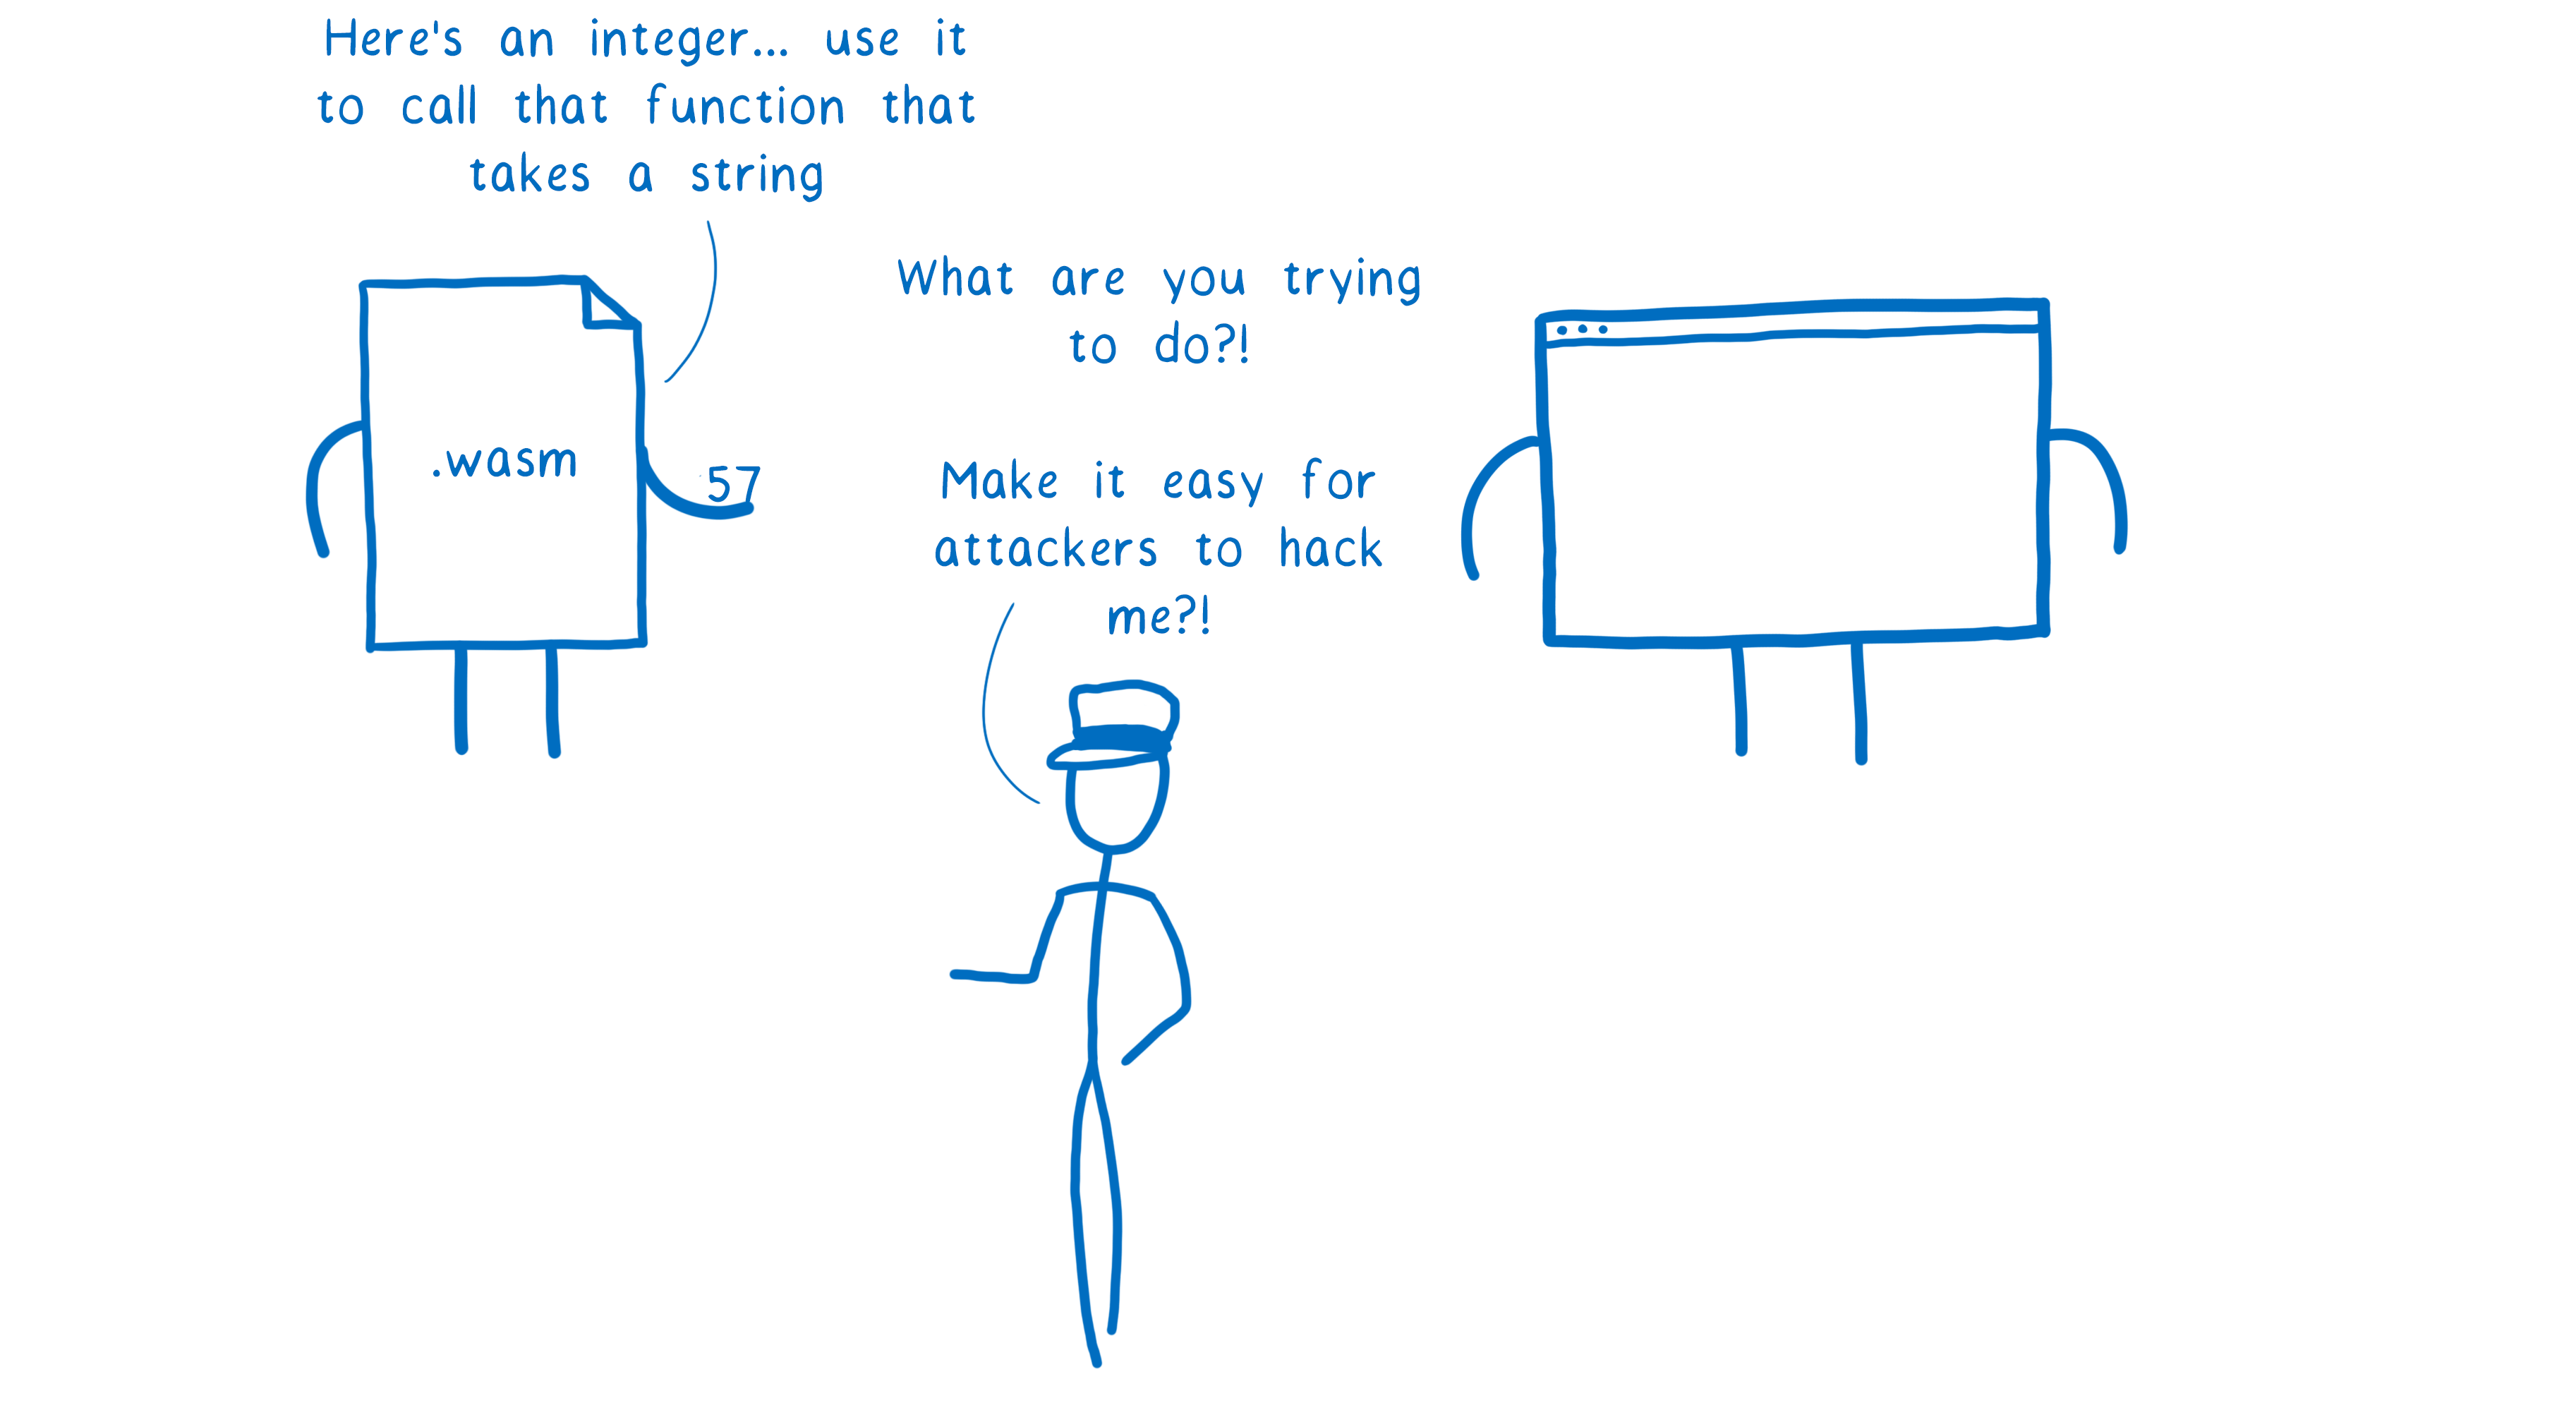 Here's an integer... use it
to call that function that
takes a string
What are you trying
to do?!
Make it easy for
attackers to hack
me?!
.wasm
57